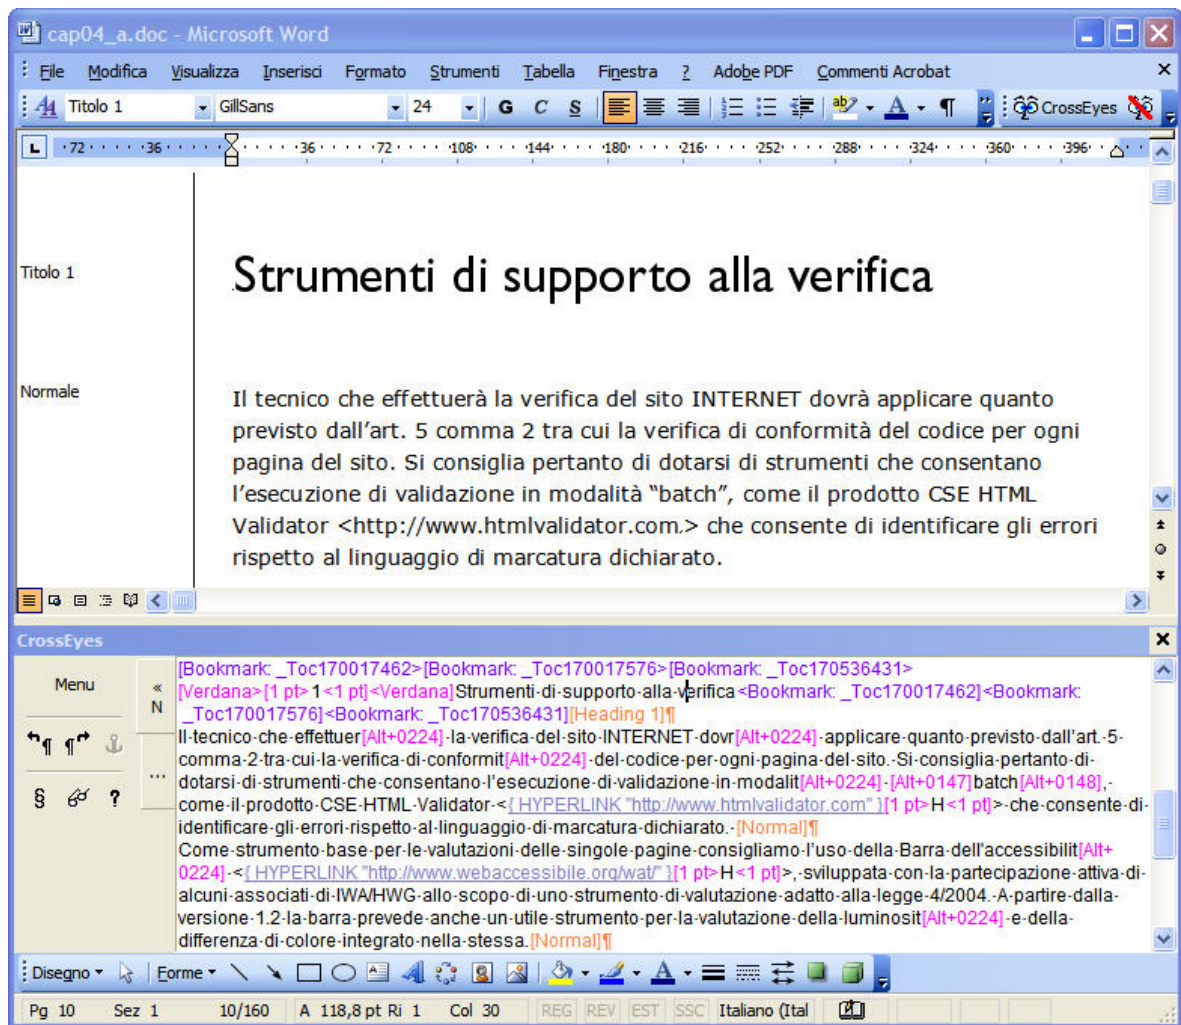 cap04_a.doc - Microsoft Word
File Modifica Visualizza Inserisci Formato Strumenti Tabella Finestra ? Adobe PDF Commenti Acrobat
Titolo 1 GillSans 24 G C S ab ¶ CrossEyes
·72· · · · ·36· · · · · · · · · ·36· · · · ·72· · · · ·108· · · · ·144· · · · ·180· · · · ·216· · · · ·252· · · · ·288· · · · ·324· · · · ·360· · · · ·396· ·
Titolo 1
Strumenti di supporto alla verifica
Normale
Il tecnico che effettuerà la verifica del sito INTERNET dovrà applicare quanto
previsto dall’art. 5 comma 2 tra cui la verifica di conformità del codice per ogni
pagina del sito. Si consiglia pertanto di dotarsi di strumenti che consentano
l’esecuzione di validazione in modalità “batch”, come il prodotto CSE HTML
Validator <http://www.htmlvalidator.com.> che consente di identificare gli errori
rispetto al linguaggio di marcatura dichiarato.
CrossEyes
Menu
«
N
...
§ ?
[Bookmark: _Toc170017462>[Bookmark: _Toc170017576>[Bookmark: _Toc170536431>
[Verdana>[1 pt>·1<1 pt]<Verdana]Strumenti·di·supporto·alla·verifica<Bookmark: _Toc170017462]<Bookmark:
_Toc170017576]<Bookmark: _Toc170536431][Heading 1]¶
Il·tecnico·che·effettuer[Alt+0224]·la·verifica·del·sito·INTERNET·dovr[Alt+0224]·applicare·quanto·previsto·dall’art.·5·
comma·2·tra·cui·la·verifica·di·conformit[Alt+0224]·del·codice·per·ogni·pagina·del·sito.·Si·consiglia·pertanto·di·
dotarsi·di·strumenti·che·consentano·l’esecuzione·di·validazione·in·modalit[Alt+0224]·[Alt+0147]batch[Alt+0148],·
come·il·prodotto·CSE·HTML·Validator·<{ HYPERLINK "http://www.htmlvalidator.com" }[1 pt>H<1 pt]>·che·consente·di·
identificare·gli·errori·rispetto·al·linguaggio·di·marcatura·dichiarato.·[Normal]¶
Come·strumento·base·per·le·valutazioni·delle·singole·pagine·consigliamo·l’uso·della·Barra·dell'accessibilit[Alt+
0224]·<{ HYPERLINK "http://www.webaccessibile.org/wat/" }[1 pt>H<1 pt]>,·sviluppata·con·la·partecipazione·attiva·di·
alcuni·associati·di·IWA/HWG·allo·scopo·di·uno·strumento·di·valutazione·adatto·alla·legge·4/2004.·A·partire·dalla·
versione·1.2·la·barra·prevede·anche·un·utile·strumento·per·la·valutazione·della·luminosit[Alt+0224]·e·della·
differenza·di·colore·integrato·nella·stessa.[Normal]¶
Disegno Forme
Pg 10 Sez 1 10/160 A 118,8 pt Ri 1 Col 30 REG REV EST SSC Italiano (Ital